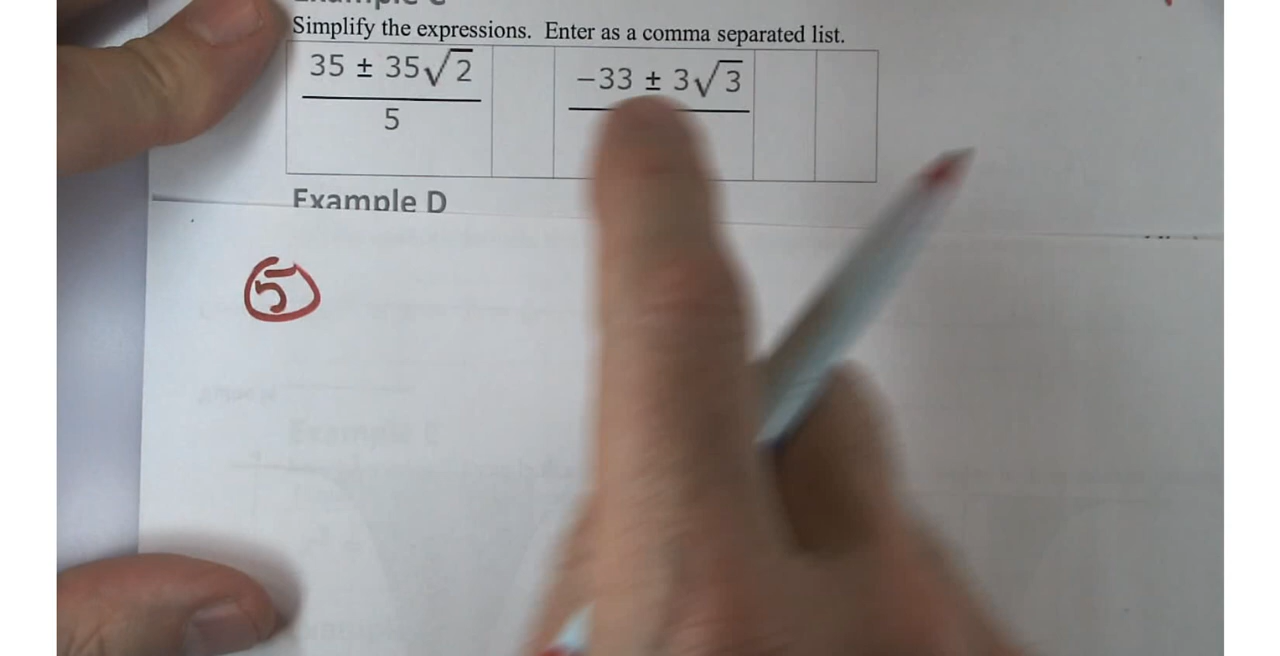 Simplify the expressions. Enter as a comma separated list.
35 ± 35√2
5
−33 ± 3√3
Example D
5